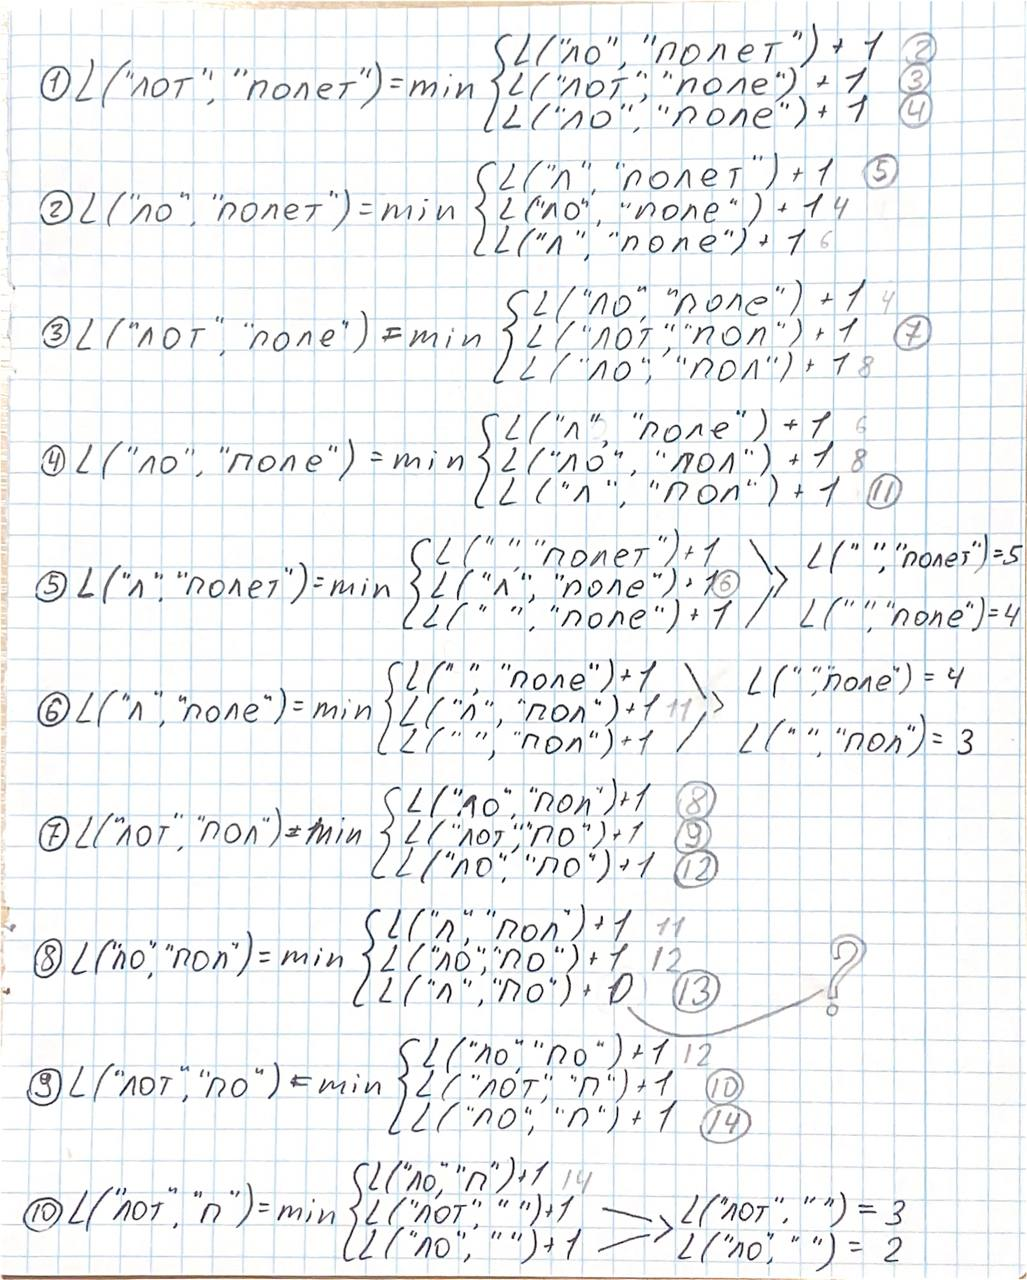 L("ло", "полет") + 1 ②
① L("лот", "полет") = min { L("лот", "поле") + 1 ③
L("ло", "поле") + 1 ④
L("л", "полет") + 1 ⑤
② L("ло", "полет") = min { L("ло", "поле") + 1 4
L("л", "поле") + 1 6
L("ло", "поле") + 1 4
③ L("лот", "поле") = min { L("лот", "пол") + 1 ⑦
L("ло", "пол") + 1 8
L("л", "поле") + 1 6
④ L("ло", "поле") = min { L("ло", "пол") + 1 8
L("л", "пол") + 1 ⑪
L(" ", "полет") + 1 L(" ", "полет") = 5
⑤ L("л", "полет") = min { L("л", "поле") + 1 ⑥
L(" ", "поле") + 1 L(" ", "поле") = 4
L(" ", "поле") + 1 L(" ", "поле") = 4
⑥ L("л", "поле") = min { L("л", "пол") + 1 11
L(" ", "пол") + 1 L(" ", "пол") = 3
L("ло", "пол") + 1 ⑧
⑦ L("лот", "пол") = min { L("лот", "по") + 1 ⑨
L("ло", "по") + 1 ⑫
L("л", "пол") + 1 11
⑧ L("ло", "пол") = min { L("ло", "по") + 1 12
L("л", "по") + 0 ⑬ ?
L("ло", "по") + 1 12
⑨ L("лот", "по") = min { L("лот", "п") + 1 ⑩
L("ло", "п") + 1 ⑭
L("ло", "п") + 1 14
⑩ L("лот", "п") = min { L("лот", " ") + 1 L("лот", " ") = 3
L("ло", " ") + 1 L("ло", " ") = 2